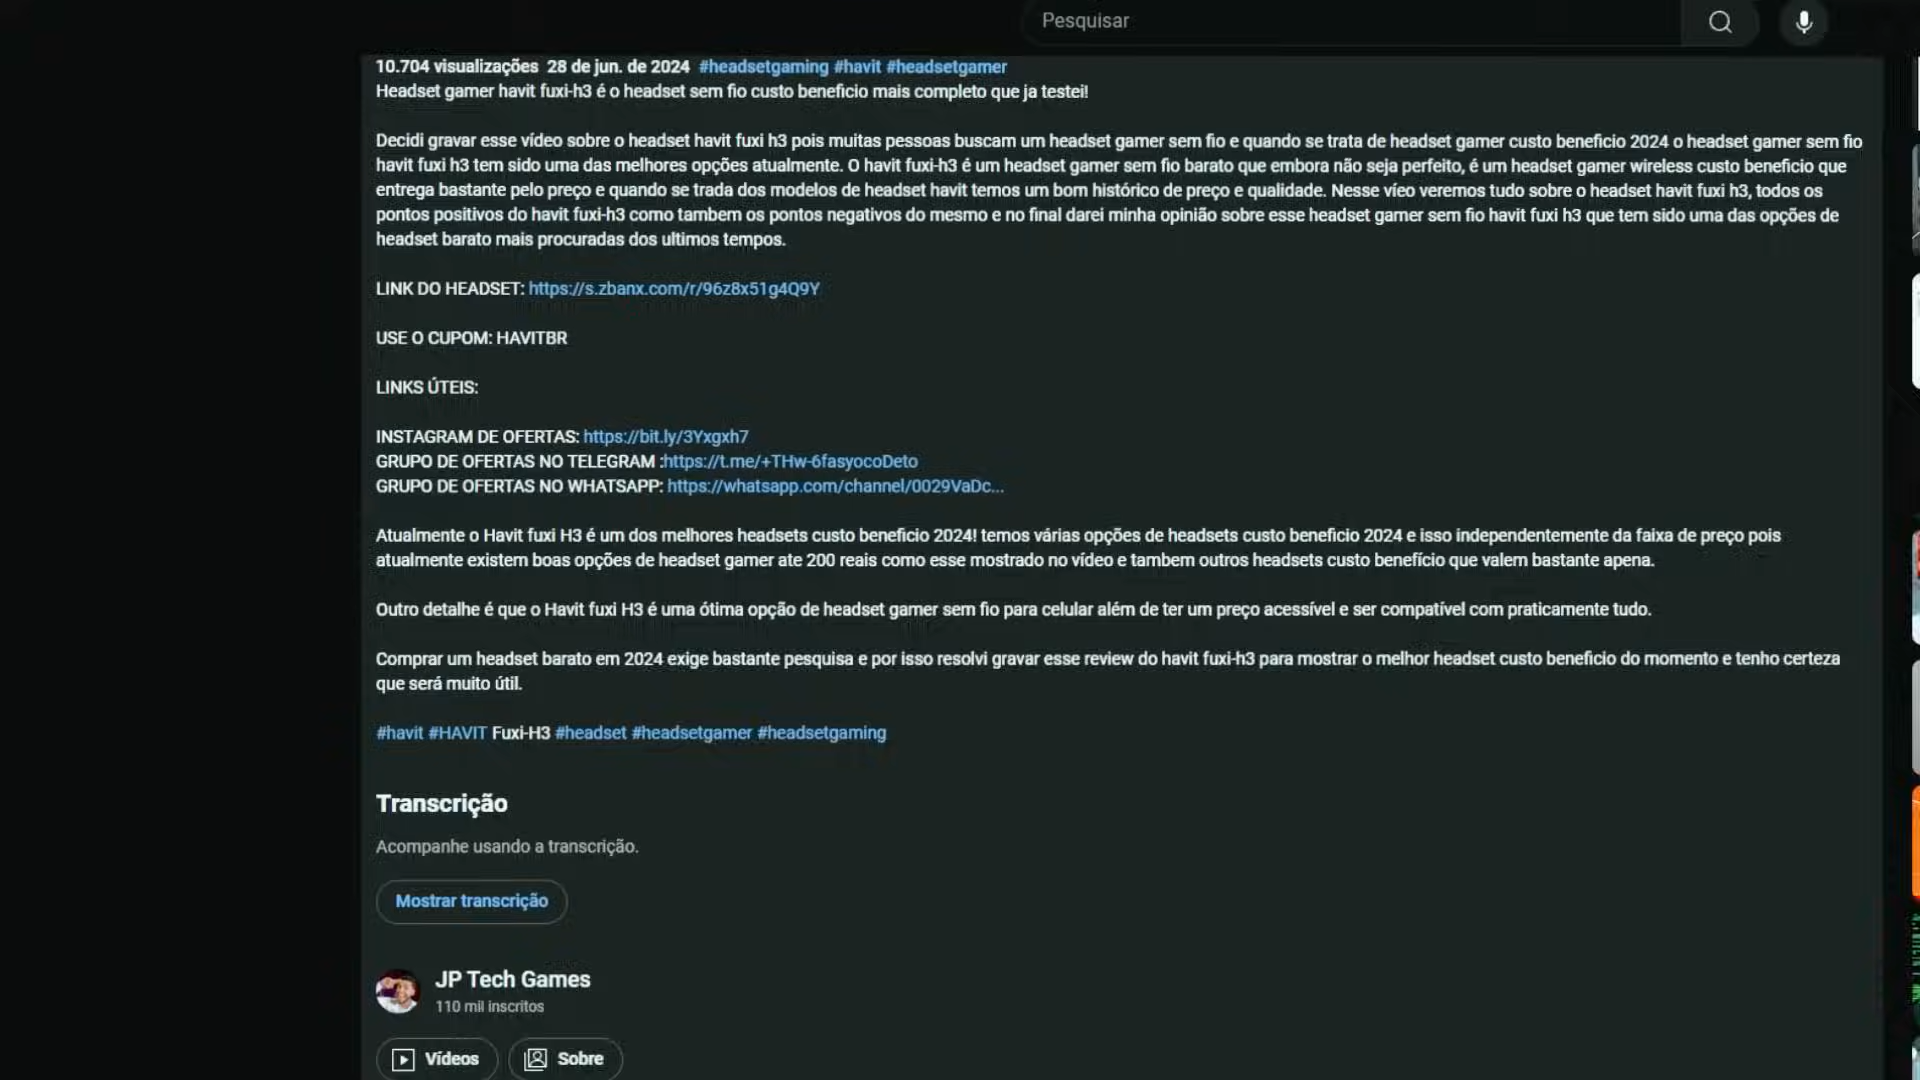 Pesquisar
10.704 visualizações 28 de jun. de 2024 #headsetgaming #havit #headsetgamer
Headset gamer havit fuxi-h3 é o headset sem fio custo beneficio mais completo que ja testei!
Decidi gravar esse vídeo sobre o headset havit fuxi h3 pois muitas pessoas buscam um headset gamer sem fio e quando se trata de headset gamer custo beneficio 2024 o headset gamer sem fio
havit fuxi h3 tem sido uma das melhores opções atualmente. O havit fuxi-h3 é um headset gamer sem fio barato que embora não seja perfeito, é um headset gamer wireless custo beneficio que
entrega bastante pelo preço e quando se trada dos modelos de headset havit temos um bom histórico de preço e qualidade. Nesse víeo veremos tudo sobre o headset havit fuxi h3, todos os
pontos positivos do havit fuxi-h3 como tambem os pontos negativos do mesmo e no final darei minha opinião sobre esse headset gamer sem fio havit fuxi h3 que tem sido uma das opções de
headset barato mais procuradas dos ultimos tempos.
LINK DO HEADSET: https://s.zbanx.com/r/96z8x51g4Q9Y
USE O CUPOM: HAVITBR
LINKS ÚTEIS:
INSTAGRAM DE OFERTAS: https://bit.ly/3Yxgxh7
GRUPO DE OFERTAS NO TELEGRAM :https://t.me/+THw-6fasyocoDeto
GRUPO DE OFERTAS NO WHATSAPP: https://whatsapp.com/channel/0029VaDc...
Atualmente o Havit fuxi H3 é um dos melhores headsets custo beneficio 2024! temos várias opções de headsets custo beneficio 2024 e isso independentemente da faixa de preço pois
atualmente existem boas opções de headset gamer ate 200 reais como esse mostrado no vídeo e tambem outros headsets custo benefício que valem bastante apena.
Outro detalhe é que o Havit fuxi H3 é uma ótima opção de headset gamer sem fio para celular além de ter um preço acessível e ser compatível com praticamente tudo.
Comprar um headset barato em 2024 exige bastante pesquisa e por isso resolvi gravar esse review do havit fuxi-h3 para mostrar o melhor headset custo beneficio do momento e tenho certeza
que será muito útil.
#havit #HAVIT Fuxi-H3 #headset #headsetgamer #headsetgaming
Transcrição
Acompanhe usando a transcrição.
Mostrar transcrição
JP Tech Games
110 mil inscritos
Vídeos
Sobre